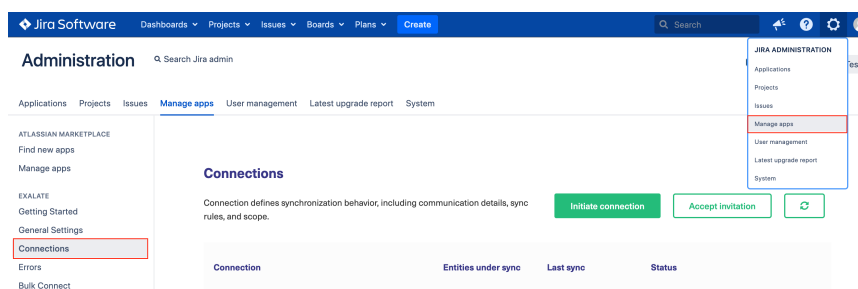 Jira Software Dashboards Projects Issues Boards Plans Create Search
Administration Search Jira admin
JIRA ADMINISTRATION
Applications
Projects
Issues
Manage apps
User management
Latest upgrade report
System
Applications Projects Issues Manage apps User management Latest upgrade report System
ATLASSIAN MARKETPLACE
Find new apps
Manage apps
EXALATE
Getting Started
General Settings
Connections
Errors
Bulk Connect
Connections
Connection defines synchronization behavior, including communication details, sync
rules, and scope.
Initiate connection Accept invitation
Connection Entities under sync Last sync Status